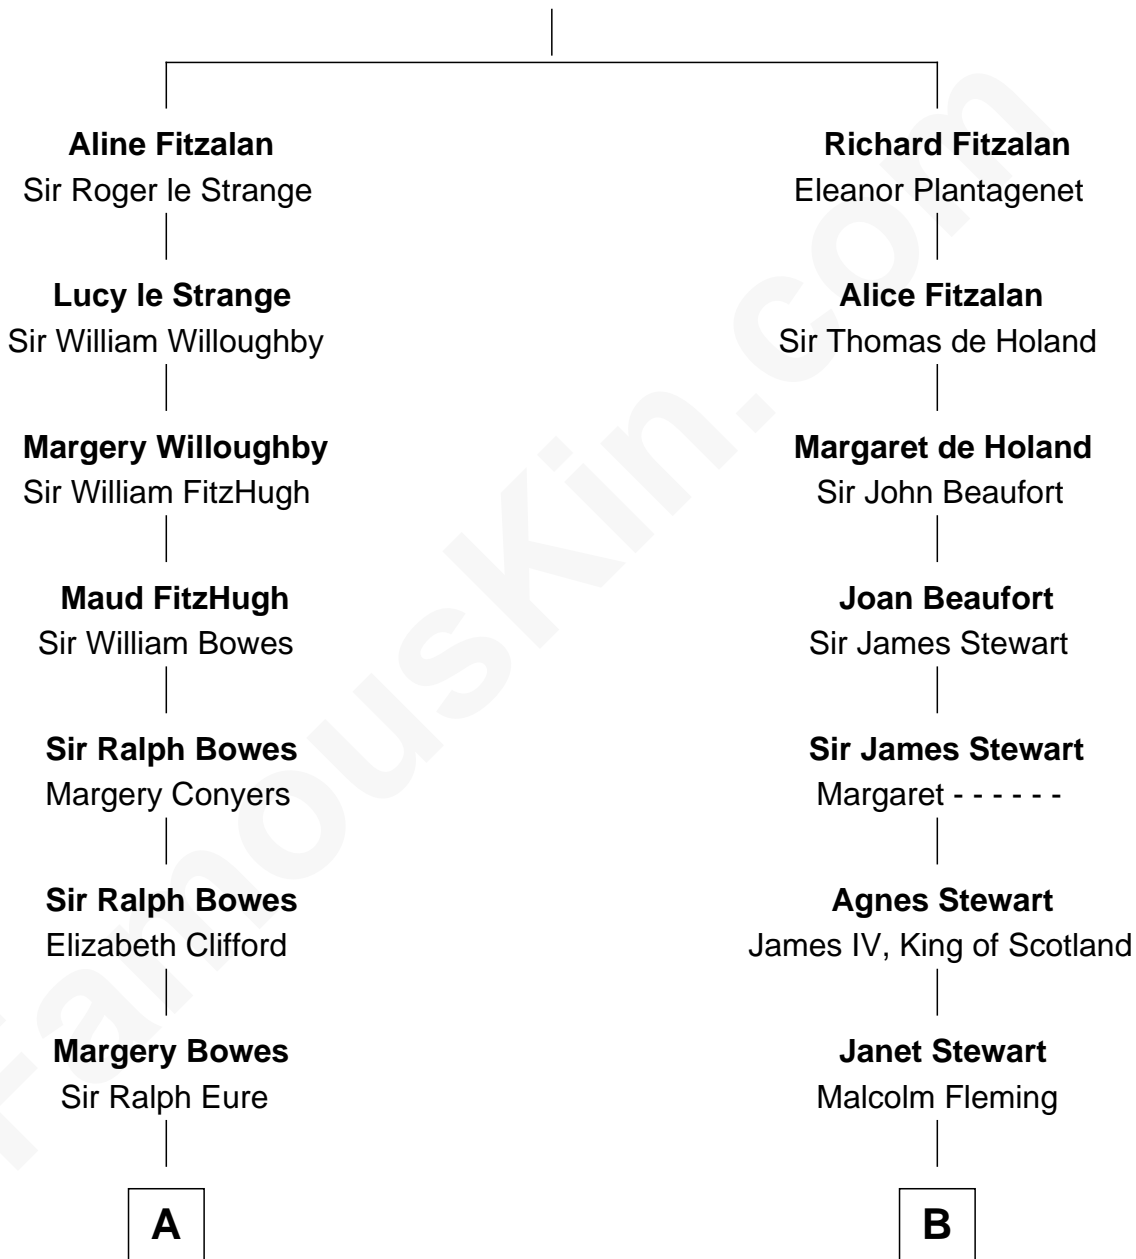 Aline Fitzalan
Sir Roger le Strange
Lucy le Strange
Sir William Willoughby
Margery Willoughby
Sir William FitzHugh
Maud FitzHugh
Sir William Bowes
Sir Ralph Bowes
Margery Conyers
Sir Ralph Bowes
Elizabeth Clifford
Margery Bowes
Sir Ralph Eure
A
Richard Fitzalan
Eleanor Plantagenet
Alice Fitzalan
Sir Thomas de Holand
Margaret de Holand
Sir John Beaufort
Joan Beaufort
Sir James Stewart
Sir James Stewart
Margaret - - - - - -
Agnes Stewart
James IV, King of Scotland
Janet Stewart
Malcolm Fleming
B
FamousKin.com